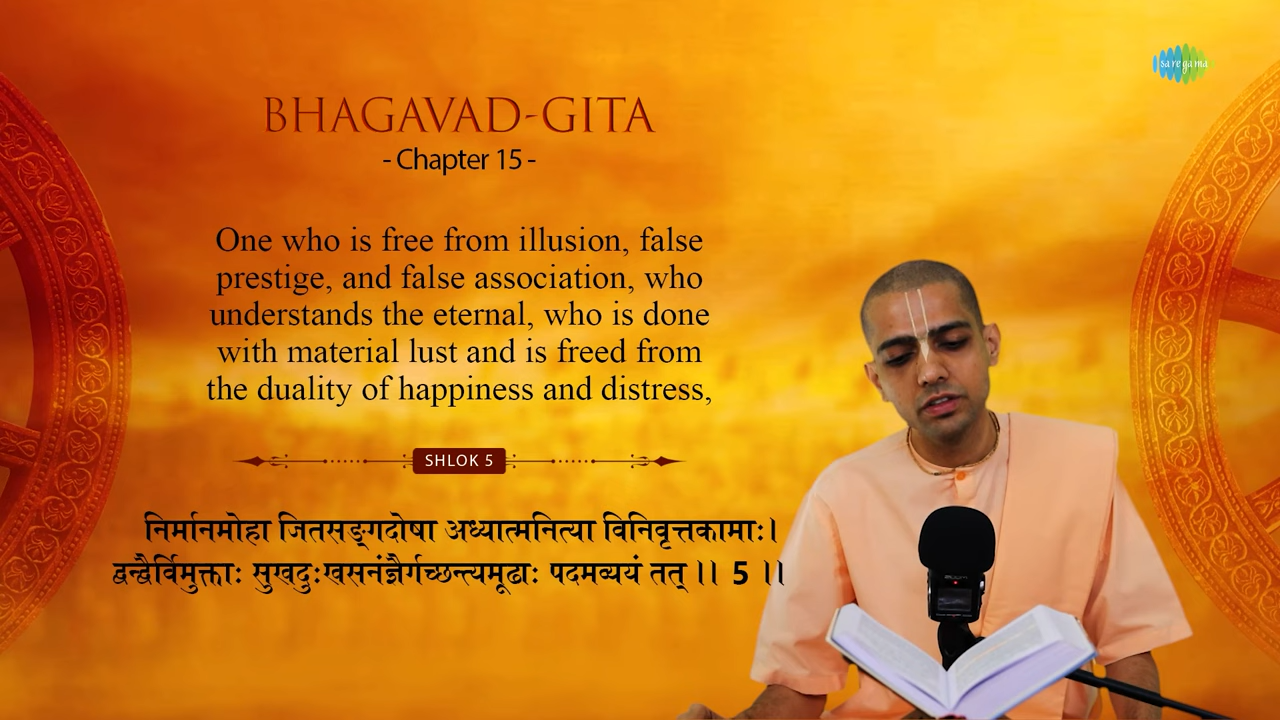 saregama
BHAGAVAD-GITA
- Chapter 15 -
One who is free from illusion, false
prestige, and false association, who
understands the eternal, who is done
with material lust and is freed from
the duality of happiness and distress,
SHLOK 5
निर्मानमोहा जितसङ्गदोषा अध्यात्मनित्या विनिवृत्तकामाः।
द्वन्द्वैर्विमुक्ताः सुखदुःखसनंज्ञैर्गच्छन्त्यमूढाः पदमव्ययं तत् ।। 5 ।।
zoom